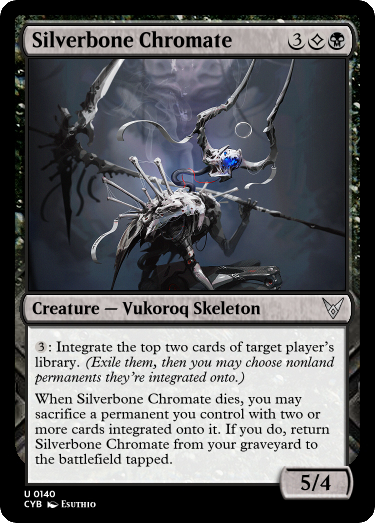 Silverbone Chromate 3
Creature — Vukoroq Skeleton
3: Integrate the top two cards of target player's
library. (Exile them, then you may choose nonland
permanents they're integrated onto.)
When Silverbone Chromate dies, you may
sacrifice a permanent you control with two or
more cards integrated onto it. If you do, return
Silverbone Chromate from your graveyard to
the battlefield tapped.
5/4
U 0140
CYB Esuthio